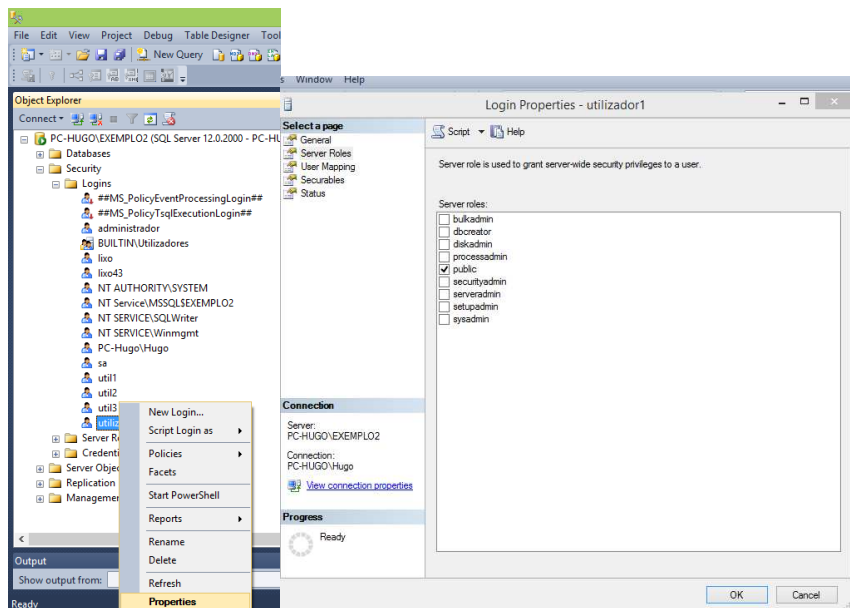 File Edit View Project Debug Table Designer Tool
New Query
Object Explorer
Connect
PC-HUGO\EXEMPLO2 (SQL Server 12.0.2000 - PC-HU
Databases
Security
Logins
##MS_PolicyEventProcessingLogin##
##MS_PolicyTsqlExecutionLogin##
administrador
BUILTIN\Utilizadores
lixo
lixo43
NT AUTHORITY\SYSTEM
NT Service\MSSQL$EXEMPLO2
NT SERVICE\SQLWriter
NT SERVICE\Winmgmt
PC-Hugo\Hugo
sa
util1
util2
util3
utiliz
Server Ro
Credenti
Server Objec
Replication
Managemen
New Login...
Script Login as
Policies
Facets
Start PowerShell
Reports
Rename
Delete
Refresh
Properties
Output
Show output from:
Ready
s Window Help
Login Properties - utilizador1
Select a page
General
Server Roles
User Mapping
Securables
Status
Connection
Server:
PC-HUGO\EXEMPLO2
Connection:
PC-HUGO\Hugo
View connection properties
Progress
Ready
Script Help
Server role is used to grant server-wide security privileges to a user.
Server roles:
bulkadmin
dbcreator
diskadmin
processadmin
public
securityadmin
serveradmin
setupadmin
sysadmin
OK Cancel